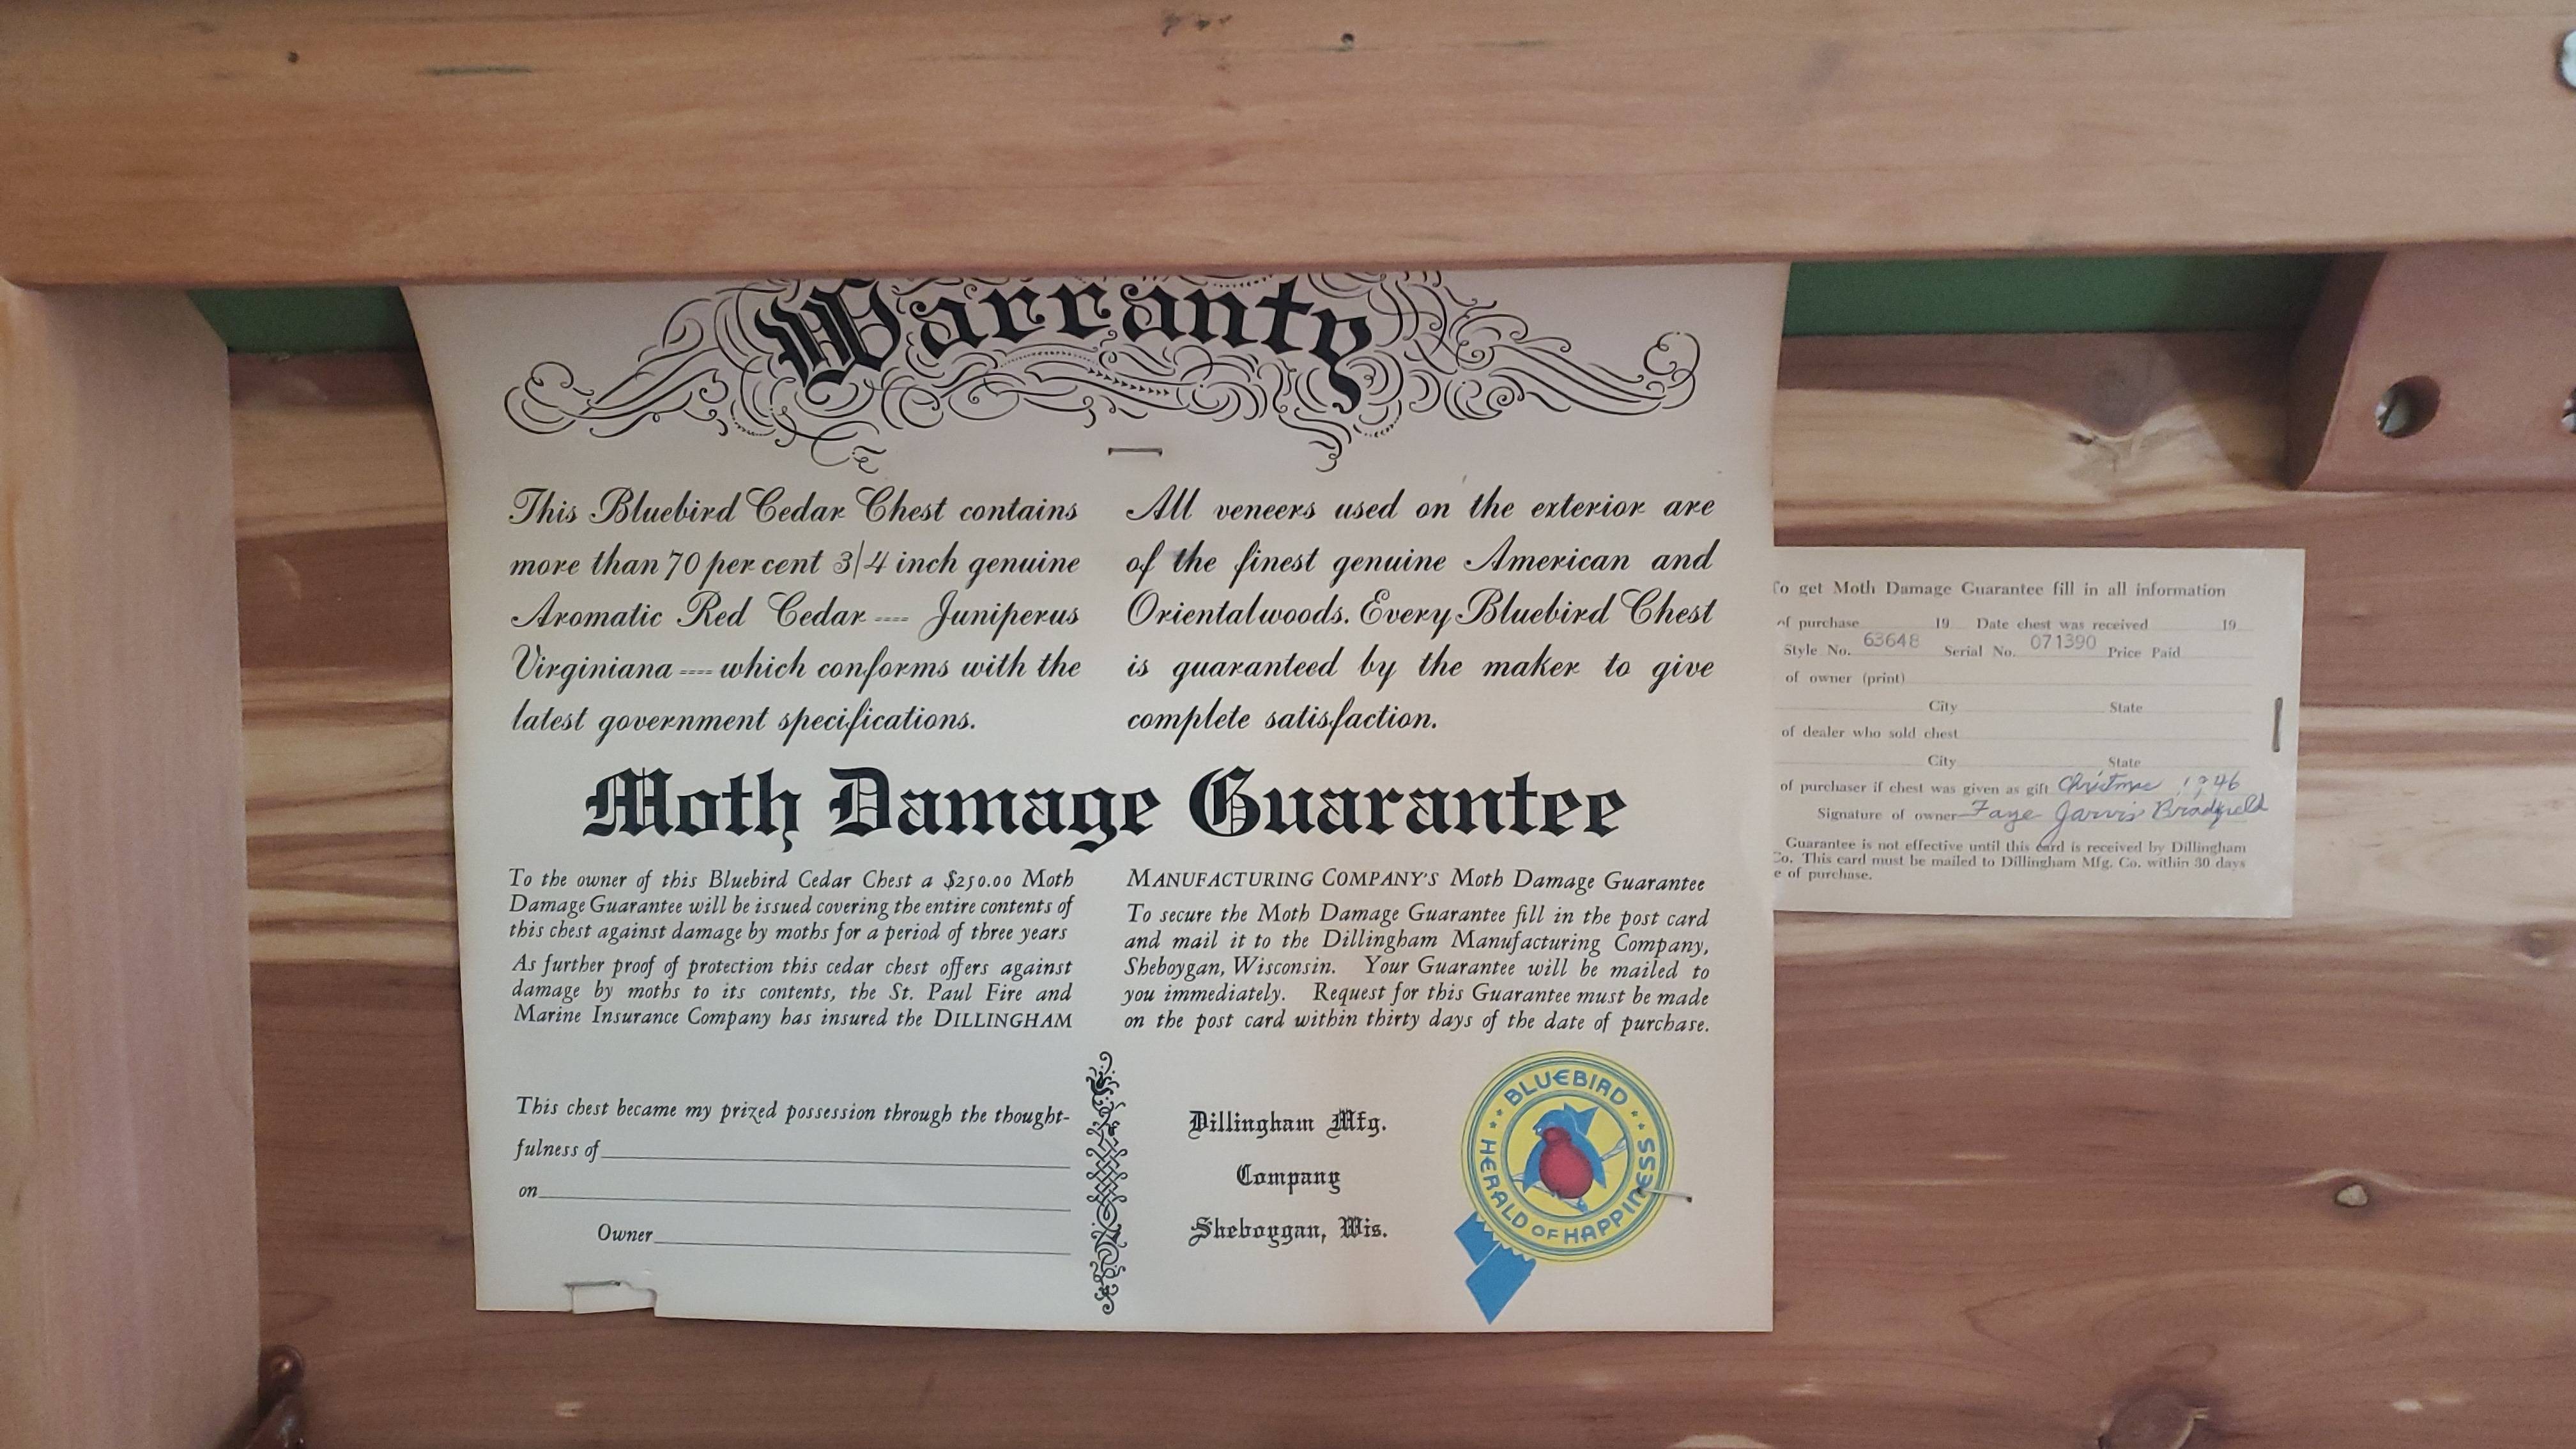 Warranty
This Bluebird Cedar Chest contains
more than 70 per cent 3/4 inch genuine
Aromatic Red Cedar ---- Juniperus
Virginiana ---- which conforms with the
latest government specifications.
All veneers used on the exterior are
of the finest genuine American and
Oriental woods. Every Bluebird Chest
is guaranteed by the maker to give
complete satisfaction.
Moth Damage Guarantee
To the owner of this Bluebird Cedar Chest a $250.00 Moth
Damage Guarantee will be issued covering the entire contents of
this chest against damage by moths for a period of three years
As further proof of protection this cedar chest offers against
damage by moths to its contents, the St. Paul Fire and
Marine Insurance Company has insured the DILLINGHAM
MANUFACTURING COMPANY'S Moth Damage Guarantee
To secure the Moth Damage Guarantee fill in the post card
and mail it to the Dillingham Manufacturing Company,
Sheboygan, Wisconsin. Your Guarantee will be mailed to
you immediately. Request for this Guarantee must be made
on the post card within thirty days of the date of purchase.
This chest became my prized possession through the thought-
fulness of
on
Owner
Dillingham Mfg.
Company
Sheboygan, Wis.
BLUEBIRD
HERALD OF HAPPINESS
To get Moth Damage Guarantee fill in all information
of purchase 19 Date chest was received 19
Style No. 63648 Serial No. 071390 Price Paid
of owner (print)
City State
of dealer who sold chest
City State
of purchaser if chest was given as gift Christmas 1946
Signature of owner Faye Jarvis Bradfield
Guarantee is not effective until this card is received by Dillingham
Co. This card must be mailed to Dillingham Mfg. Co. within 30 days
e of purchase.